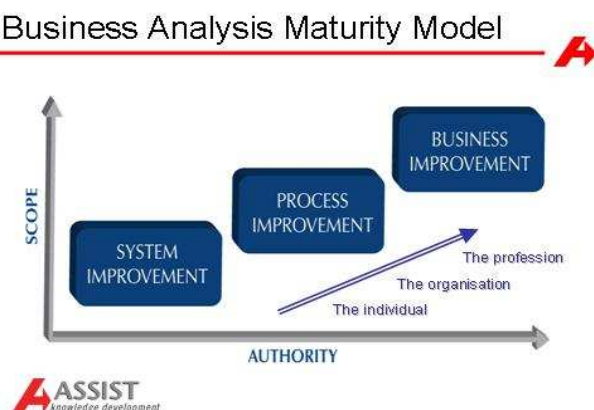 Business Analysis Maturity Model
SCOPE
BUSINESS
IMPROVEMENT
PROCESS
IMPROVEMENT
SYSTEM
IMPROVEMENT
The profession
The organisation
The individual
AUTHORITY
ASSIST
knowledge development